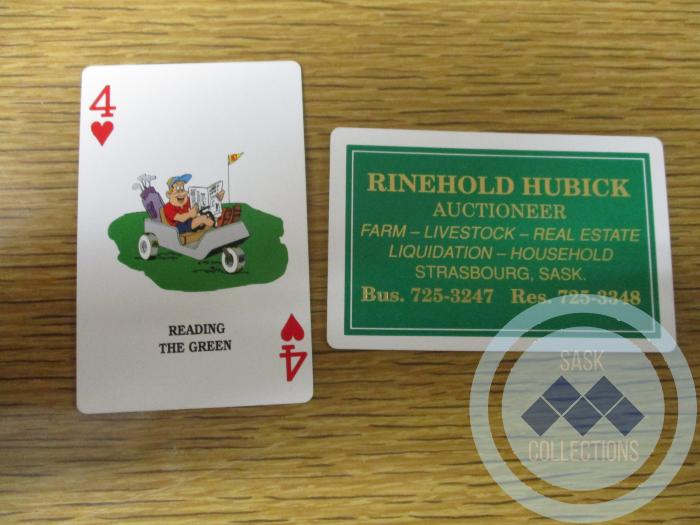 4
READING
THE GREEN
4
RINEHOLD HUBICK
AUCTIONEER
FARM – LIVESTOCK – REAL ESTATE
LIQUIDATION – HOUSEHOLD
STRASBOURG, SASK.
Bus. 725-3247 Res. 725-3348
SASK
COLLECTIONS